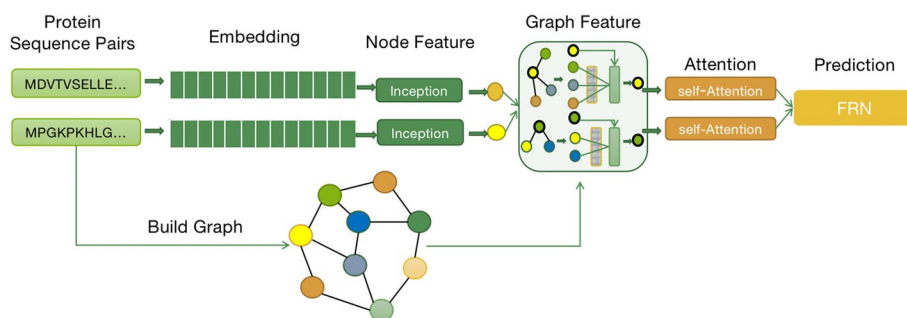 Protein
Sequence Pairs
Embedding
Node Feature
Graph Feature
Attention
Prediction
MDVTVSELLE...
Inception
self-Attention
FRN
MPGKPKHLG...
Inception
self-Attention
Build Graph